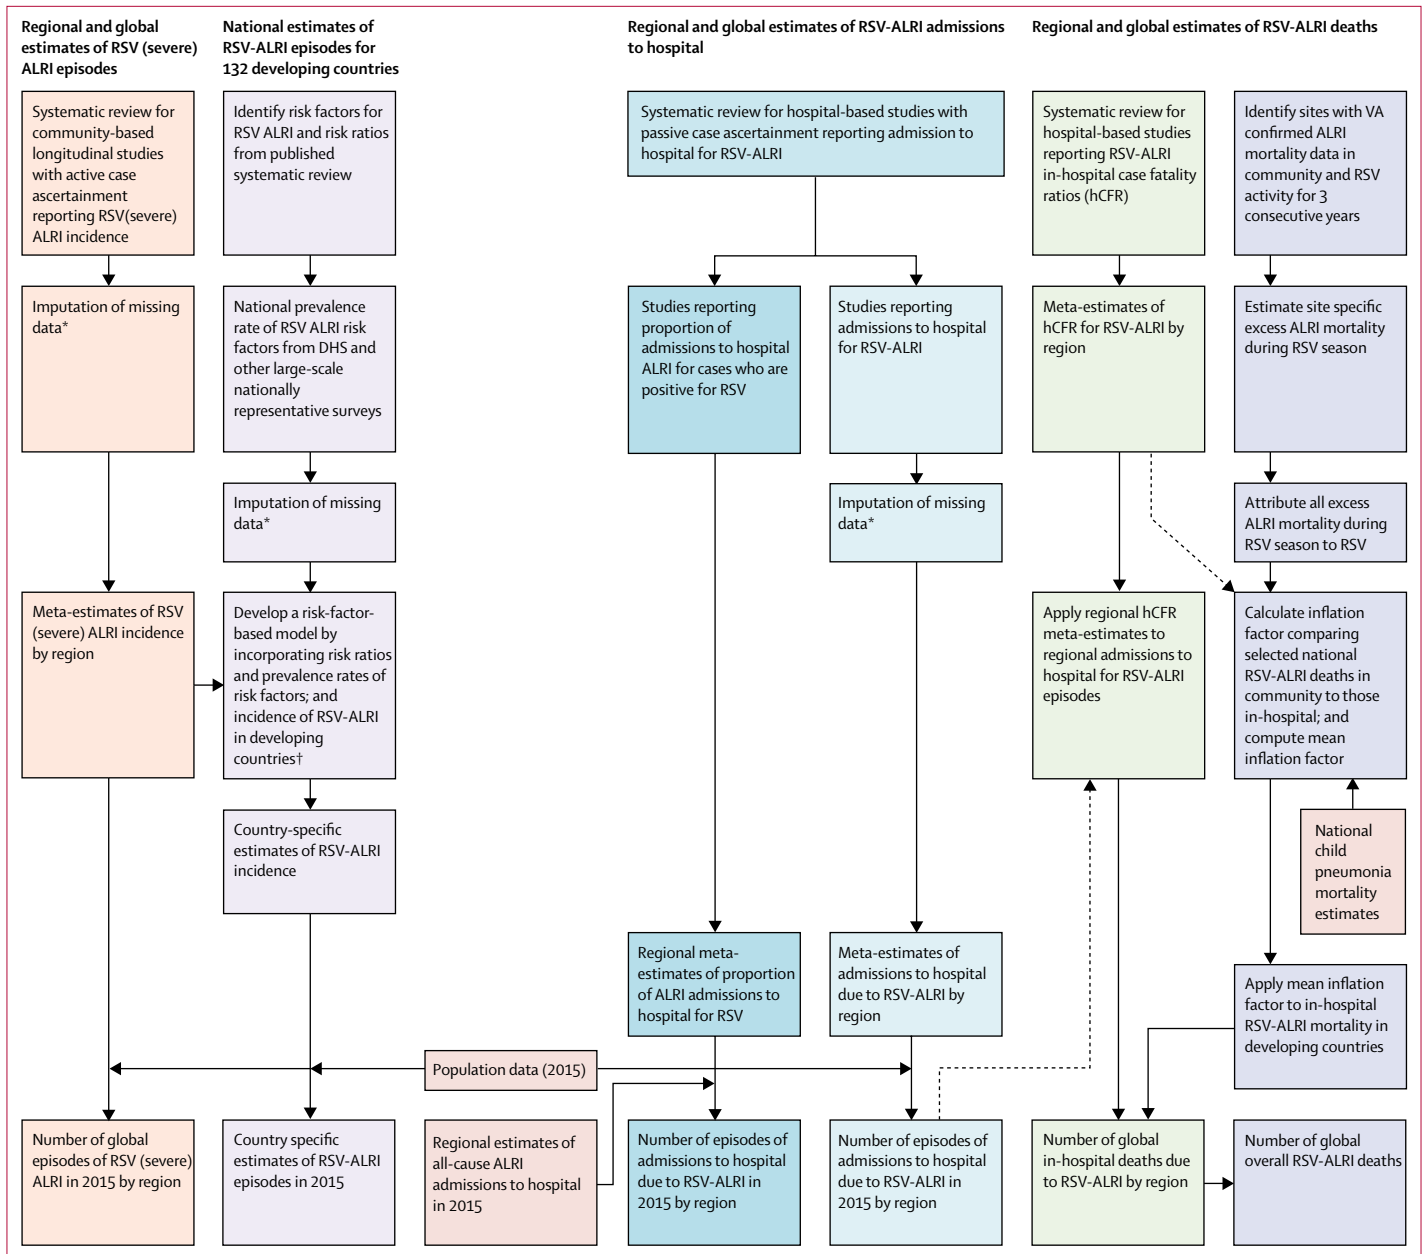 Regional and global
estimates of RSV (severe)
ALRI episodes
National estimates of
RSV-ALRI episodes for
132 developing countries
Regional and global estimates of RSV-ALRI admissions
to hospital
Regional and global estimates of RSV-ALRI deaths
Systematic review for
community-based
longitudinal studies
with active case
ascertainment
reporting RSV(severe)
ALRI incidence
Identify risk factors for
RSV ALRI and risk ratios
from published
systematic review
Systematic review for hospital-based studies with
passive case ascertainment reporting admission to
hospital for RSV-ALRI
Systematic review for
hospital-based studies
reporting RSV-ALRI
in-hospital case fatality
ratios (hCFR)
Identify sites with VA
confirmed ALRI
mortality data in
community and RSV
activity for 3
consecutive years
Imputation of missing
data*
National prevalence
rate of RSV ALRI risk
factors from DHS and
other large-scale
nationally
representative surveys
Studies reporting
proportion of
admissions to hospital
ALRI for cases who are
positive for RSV
Studies reporting
admissions to hospital
for RSV-ALRI
Meta-estimates of
hCFR for RSV-ALRI by
region
Estimate site specific
excess ALRI mortality
during RSV season
Imputation of missing
data*
Imputation of missing
data*
Attribute all excess
ALRI mortality during
RSV season to RSV
Meta-estimates of RSV
(severe) ALRI incidence
by region
Develop a risk-factor-
based model by
incorporating risk ratios
and prevalence rates of
risk factors; and
incidence of RSV-ALRI
in developing
countries†
Apply regional hCFR
meta-estimates to
regional admissions to
hospital for RSV-ALRI
episodes
Calculate inflation
factor comparing
selected national
RSV-ALRI deaths in
community to those
in-hospital; and
compute mean
inflation factor
Country-specific
estimates of RSV-ALRI
incidence
National
child
pneumonia
mortality
estimates
Regional meta-
estimates of proportion
of ALRI admissions to
hospital for RSV
Meta-estimates of
admissions to hospital
due to RSV-ALRI by
region
Apply mean inflation
factor to in-hospital
RSV-ALRI mortality in
developing countries
Population data (2015)
Number of global
episodes of RSV (severe)
ALRI in 2015 by region
Country specific
estimates of RSV-ALRI
episodes in 2015
Regional estimates of
all-cause ALRI
admissions to hospital
in 2015
Number of episodes of
admissions to hospital
due to RSV-ALRI in
2015 by region
Number of episodes of
admissions to hospital
due to RSV-ALRI in
2015 by region
Number of global
in-hospital deaths due
to RSV-ALRI by region
Number of global
overall RSV-ALRI deaths